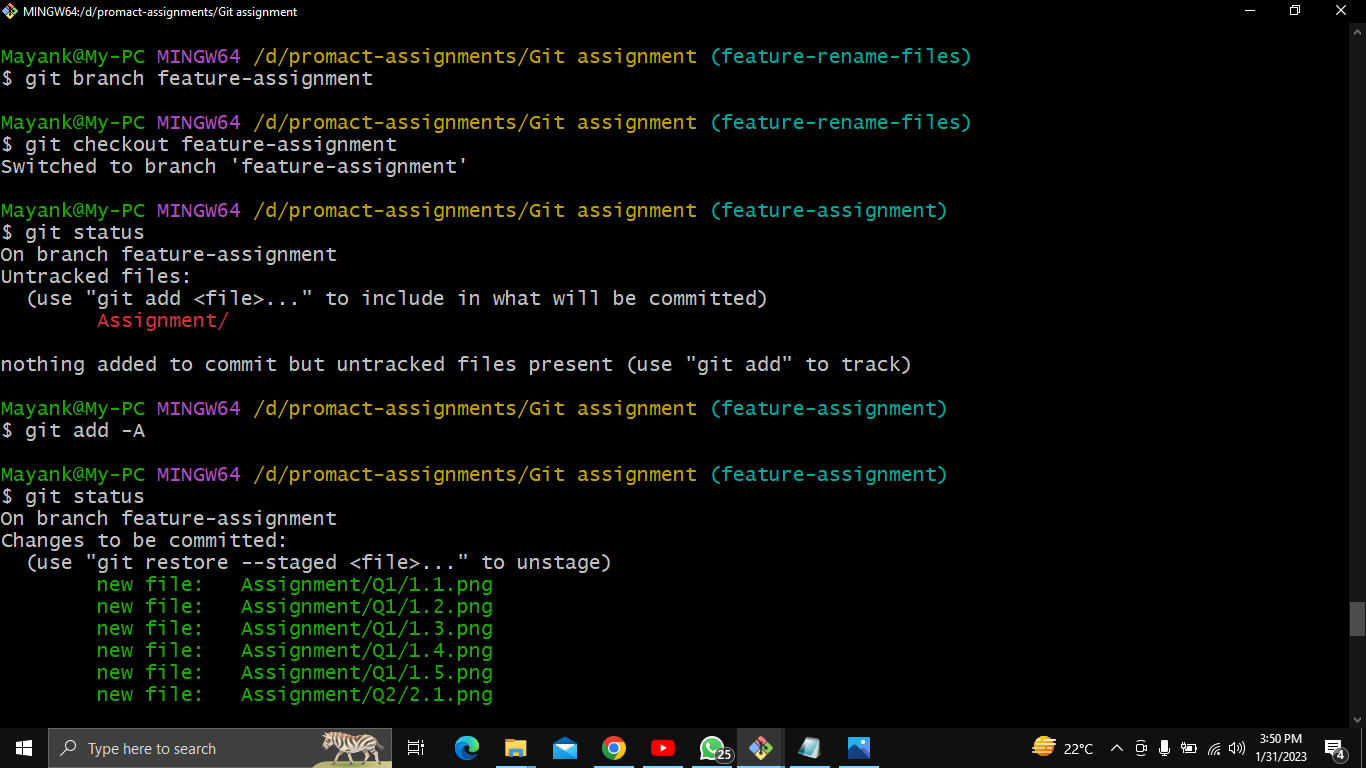 MINGW64:/d/promact-assignments/Git assignment
Mayank@My-PC MINGW64 /d/promact-assignments/Git assignment (feature-rename-files)
$ git branch feature-assignment
Mayank@My-PC MINGW64 /d/promact-assignments/Git assignment (feature-rename-files)
$ git checkout feature-assignment
Switched to branch 'feature-assignment'
Mayank@My-PC MINGW64 /d/promact-assignments/Git assignment (feature-assignment)
$ git status
On branch feature-assignment
Untracked files:
  (use "git add <file>..." to include in what will be committed)
        Assignment/
nothing added to commit but untracked files present (use "git add" to track)
Mayank@My-PC MINGW64 /d/promact-assignments/Git assignment (feature-assignment)
$ git add -A
Mayank@My-PC MINGW64 /d/promact-assignments/Git assignment (feature-assignment)
$ git status
On branch feature-assignment
Changes to be committed:
  (use "git restore --staged <file>..." to unstage)
        new file:   Assignment/Q1/1.1.png
        new file:   Assignment/Q1/1.2.png
        new file:   Assignment/Q1/1.3.png
        new file:   Assignment/Q1/1.4.png
        new file:   Assignment/Q1/1.5.png
        new file:   Assignment/Q2/2.1.png
Type here to search
25
22°C
3:50 PM
1/31/2023
4